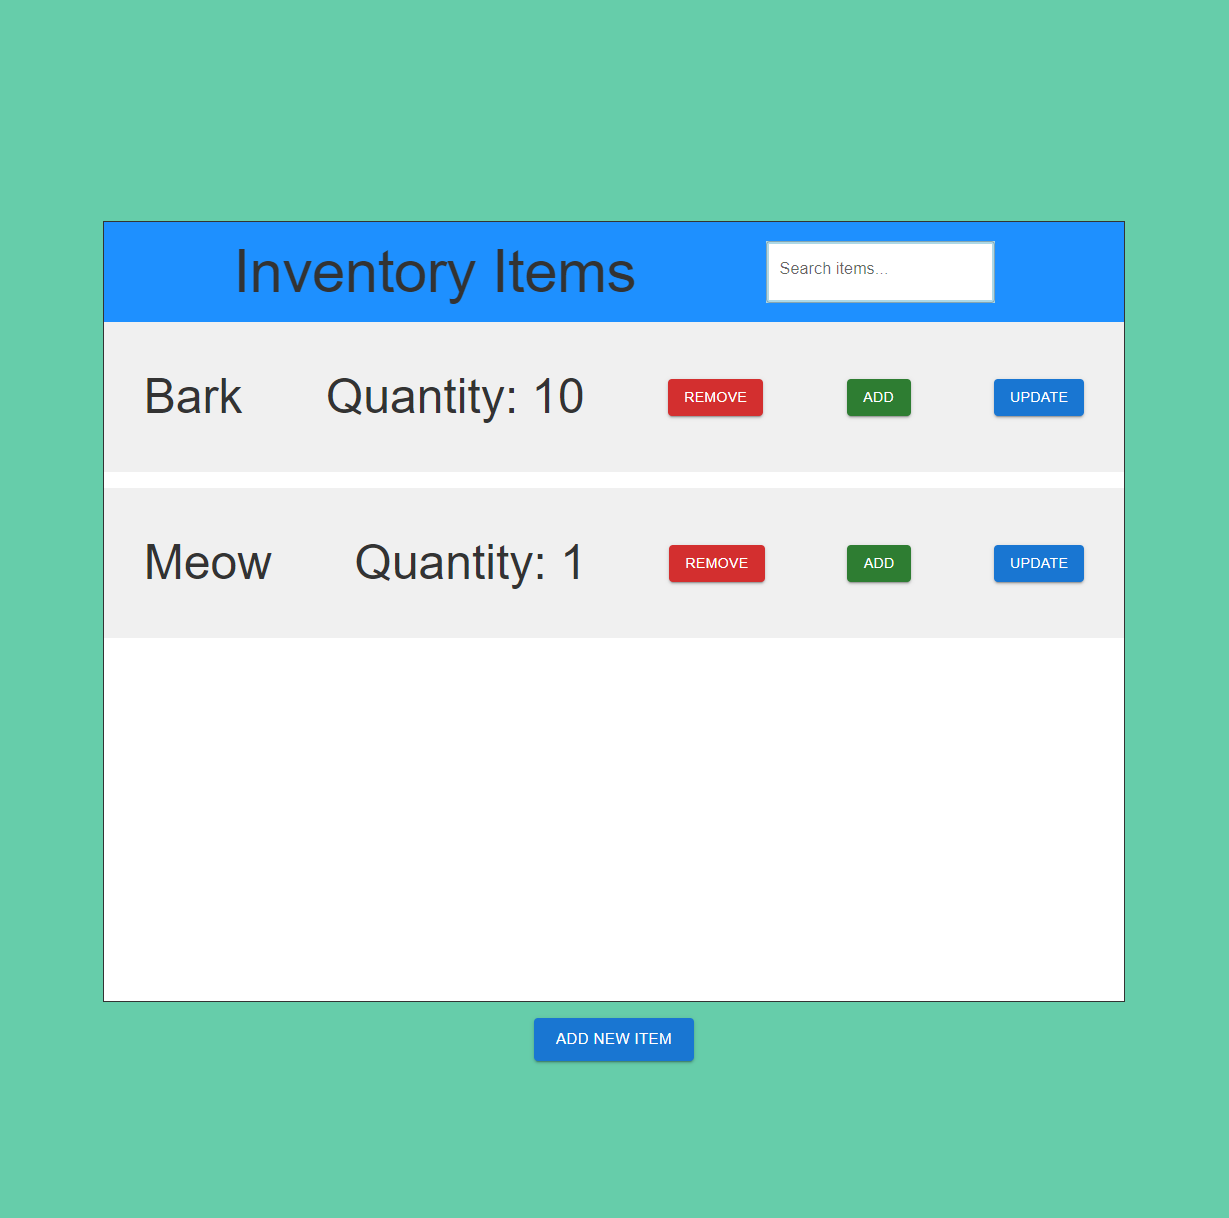 Inventory Items Search items...
Bark Quantity: 10 REMOVE ADD UPDATE
Meow Quantity: 1 REMOVE ADD UPDATE
ADD NEW ITEM